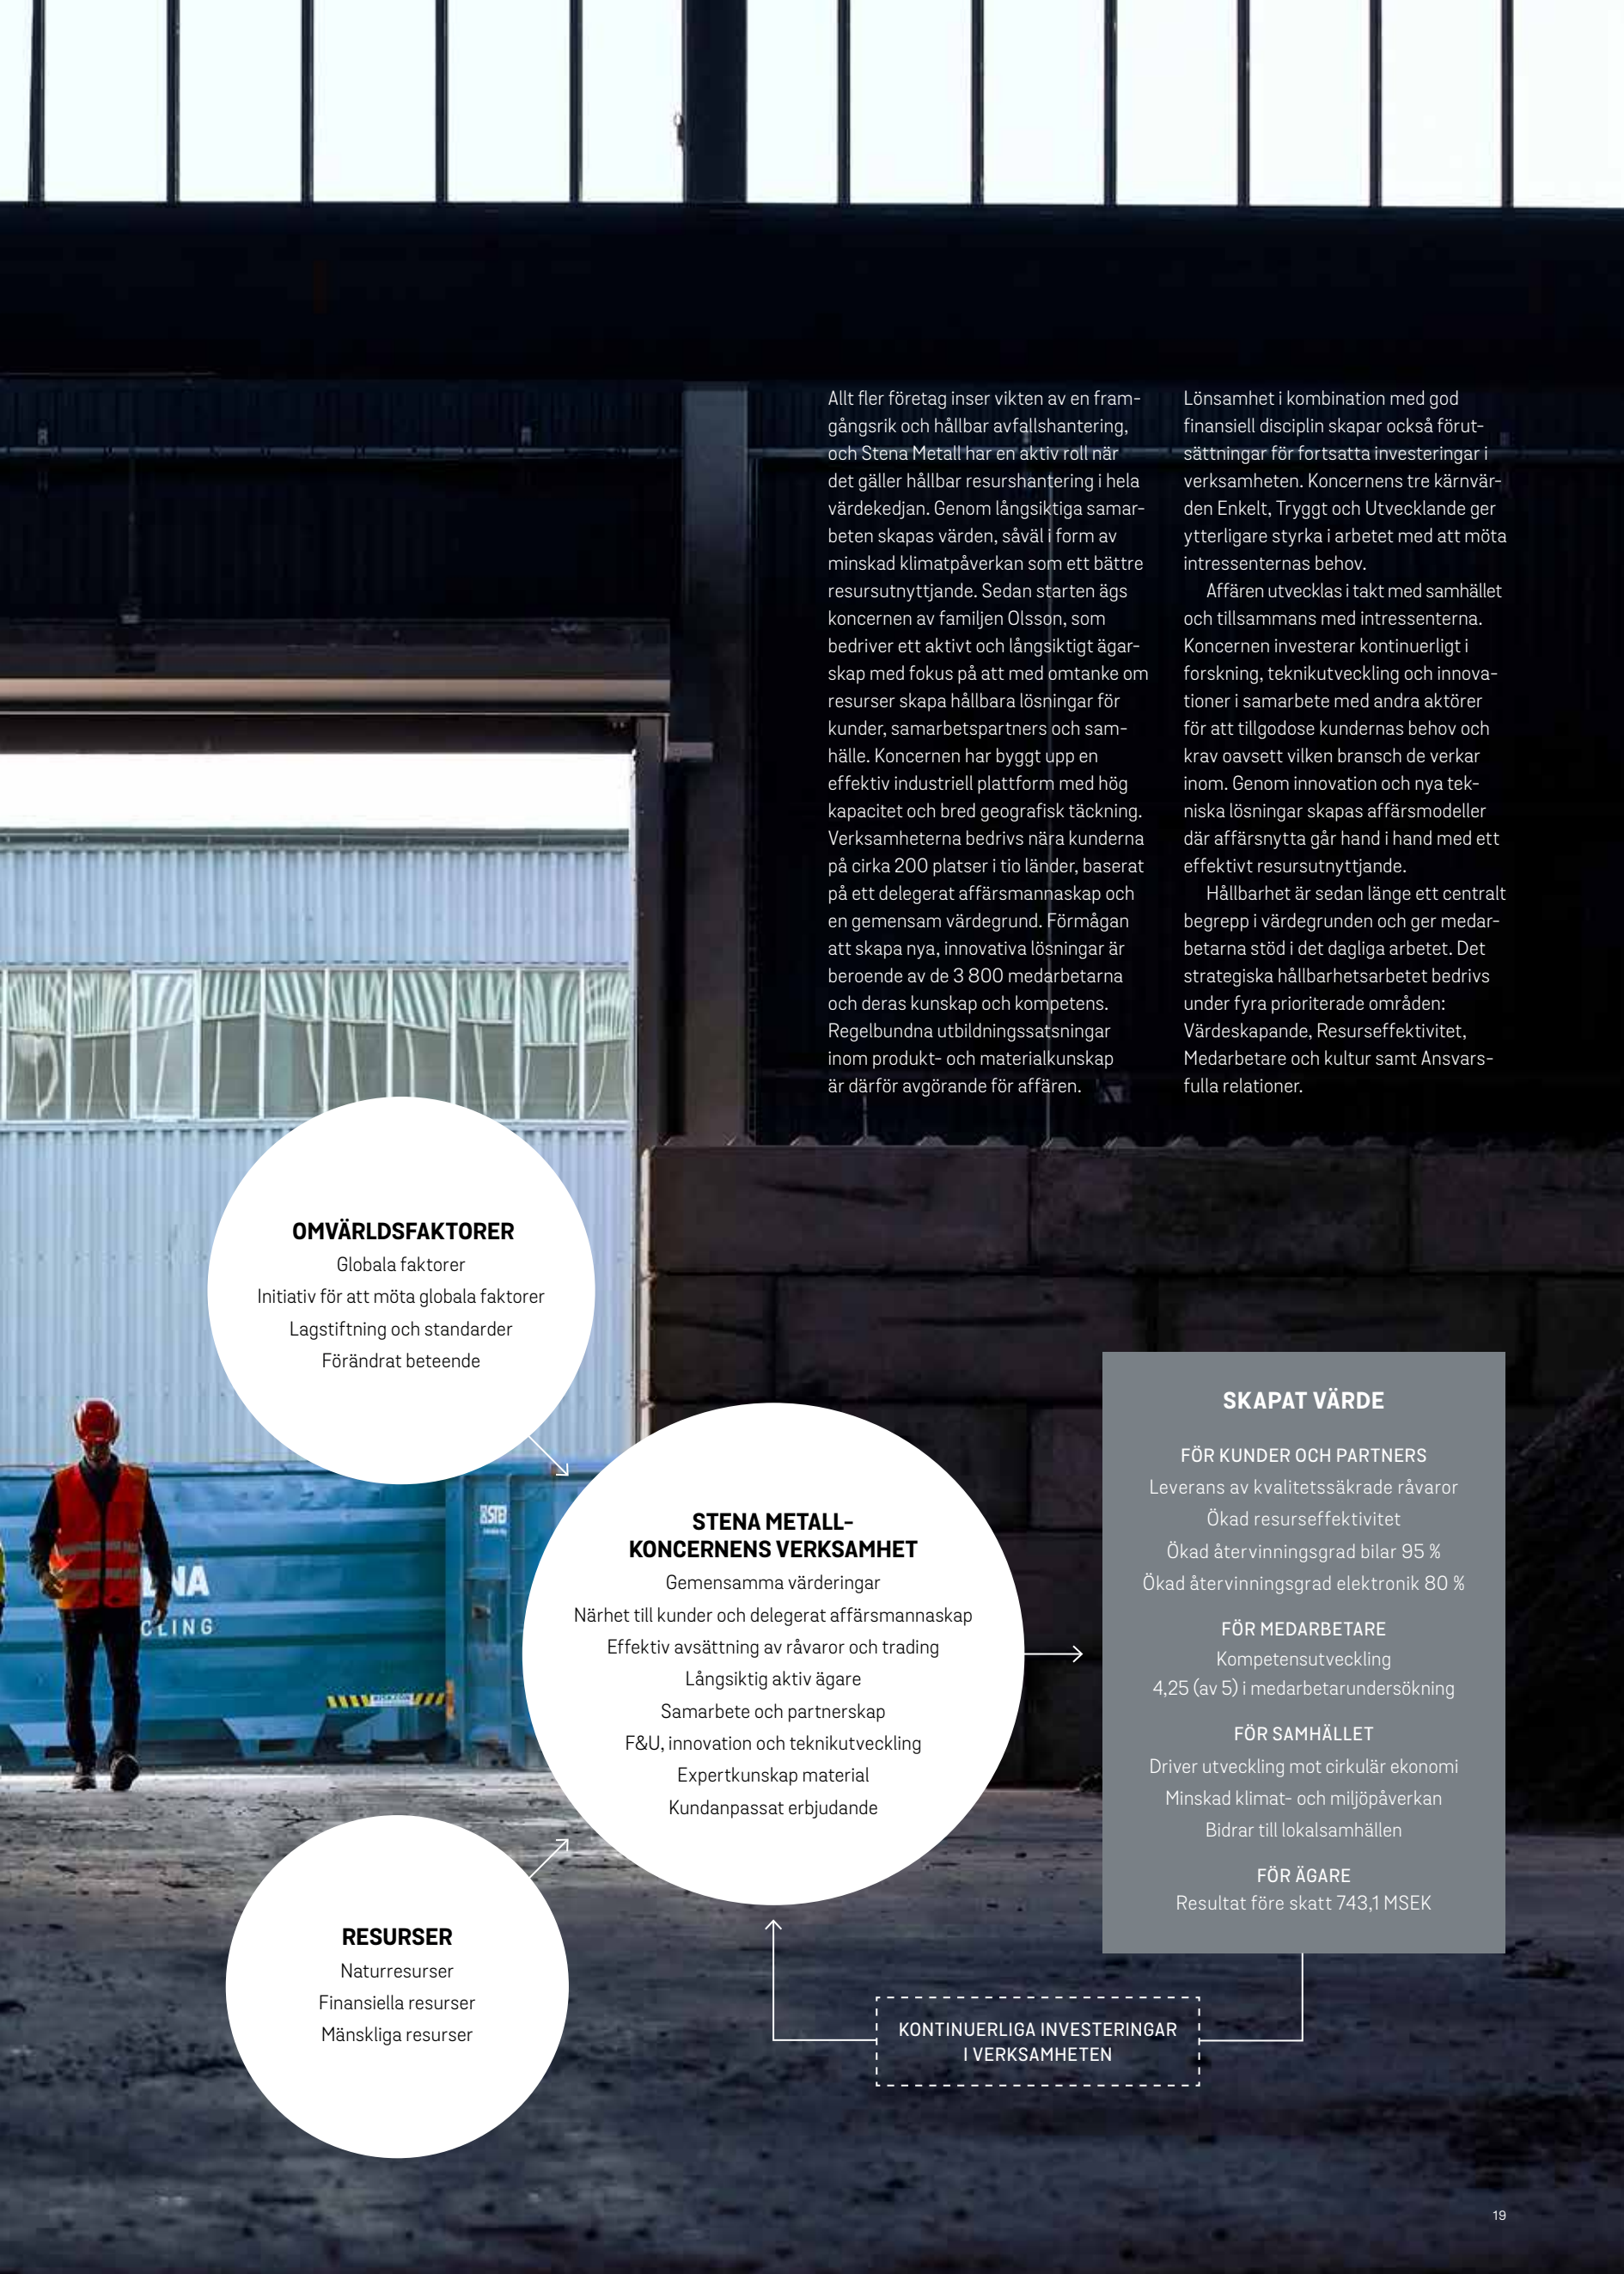 Allt fler företag inser vikten av en fram-
gångsrik och hållbar avfallshantering,
och Stena Metall har en aktiv roll när
det gäller hållbar resurshantering i hela
värdekedjan. Genom långsiktiga samar-
beten skapas värden, såväl i form av
minskad klimatpåverkan som ett bättre
resursutnyttjande. Sedan starten ägs
koncernen av familjen Olsson, som
bedriver ett aktivt och långsiktigt ägar-
skap med fokus på att med omtanke om
resurser skapa hållbara lösningar för
kunder, samarbetspartners och sam-
hälle. Koncernen har byggt upp en
effektiv industriell plattform med hög
kapacitet och bred geografisk täckning.
Verksamheterna bedrivs nära kunderna
på cirka 200 platser i tio länder, baserat
på ett delegerat affärsmannaskap och
en gemensam värdegrund. Förmågan
att skapa nya, innovativa lösningar är
beroende av de 3 800 medarbetarna
och deras kunskap och kompetens.
Regelbundna utbildningssatsningar
inom produkt- och materialkunskap
är därför avgörande för affären.
Lönsamhet i kombination med god
finansiell disciplin skapar också förut-
sättningar för fortsatta investeringar i
verksamheten. Koncernens tre kärnvär-
den Enkelt, Tryggt och Utvecklande ger
ytterligare styrka i arbetet med att möta
intressenternas behov.
Affären utvecklas i takt med samhället
och tillsammans med intressenterna.
Koncernen investerar kontinuerligt i
forskning, teknikutveckling och innova-
tioner i samarbete med andra aktörer
för att tillgodose kundernas behov och
krav oavsett vilken bransch de verkar
inom. Genom innovation och nya tek-
niska lösningar skapas affärsmodeller
där affärsnytta går hand i hand med ett
effektivt resursutnyttjande.
Hållbarhet är sedan länge ett centralt
begrepp i värdegrunden och ger medar-
betarna stöd i det dagliga arbetet. Det
strategiska hållbarhetsarbetet bedrivs
under fyra prioriterade områden:
Värdeskapande, Resurseffektivitet,
Medarbetare och kultur samt Ansvars-
fulla relationer.
OMVÄRLDSFAKTORER
Globala faktorer
Initiativ för att möta globala faktorer
Lagstiftning och standarder
Förändrat beteende
STENA METALL-
KONCERNENS VERKSAMHET
Gemensamma värderingar
Närhet till kunder och delegerat affärsmannaskap
Effektiv avsättning av råvaror och trading
Långsiktig aktiv ägare
Samarbete och partnerskap
F&U, innovation och teknikutveckling
Expertkunskap material
Kundanpassat erbjudande
RESURSER
Naturresurser
Finansiella resurser
Mänskliga resurser
SKAPAT VÄRDE
FÖR KUNDER OCH PARTNERS
Leverans av kvalitetssäkrade råvaror
Ökad resurseffektivitet
Ökad återvinningsgrad bilar 95 %
Ökad återvinningsgrad elektronik 80 %
FÖR MEDARBETARE
Kompetensutveckling
4,25 (av 5) i medarbetarundersökning
FÖR SAMHÄLLET
Driver utveckling mot cirkulär ekonomi
Minskad klimat- och miljöpåverkan
Bidrar till lokalsamhällen
FÖR ÄGARE
Resultat före skatt 743,1 MSEK
KONTINUERLIGA INVESTERINGAR
I VERKSAMHETEN
NA
CLING
19